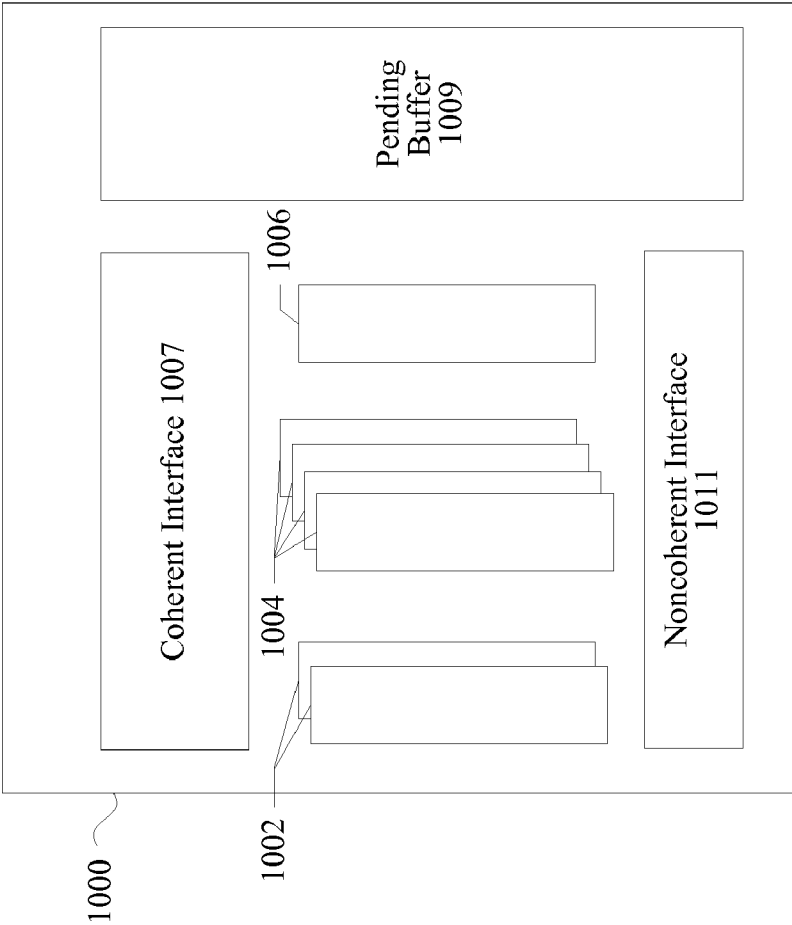 1000
Coherent Interface 1007
1002
1004
1006
Noncoherent Interface
1011
Pending
Buffer
1009